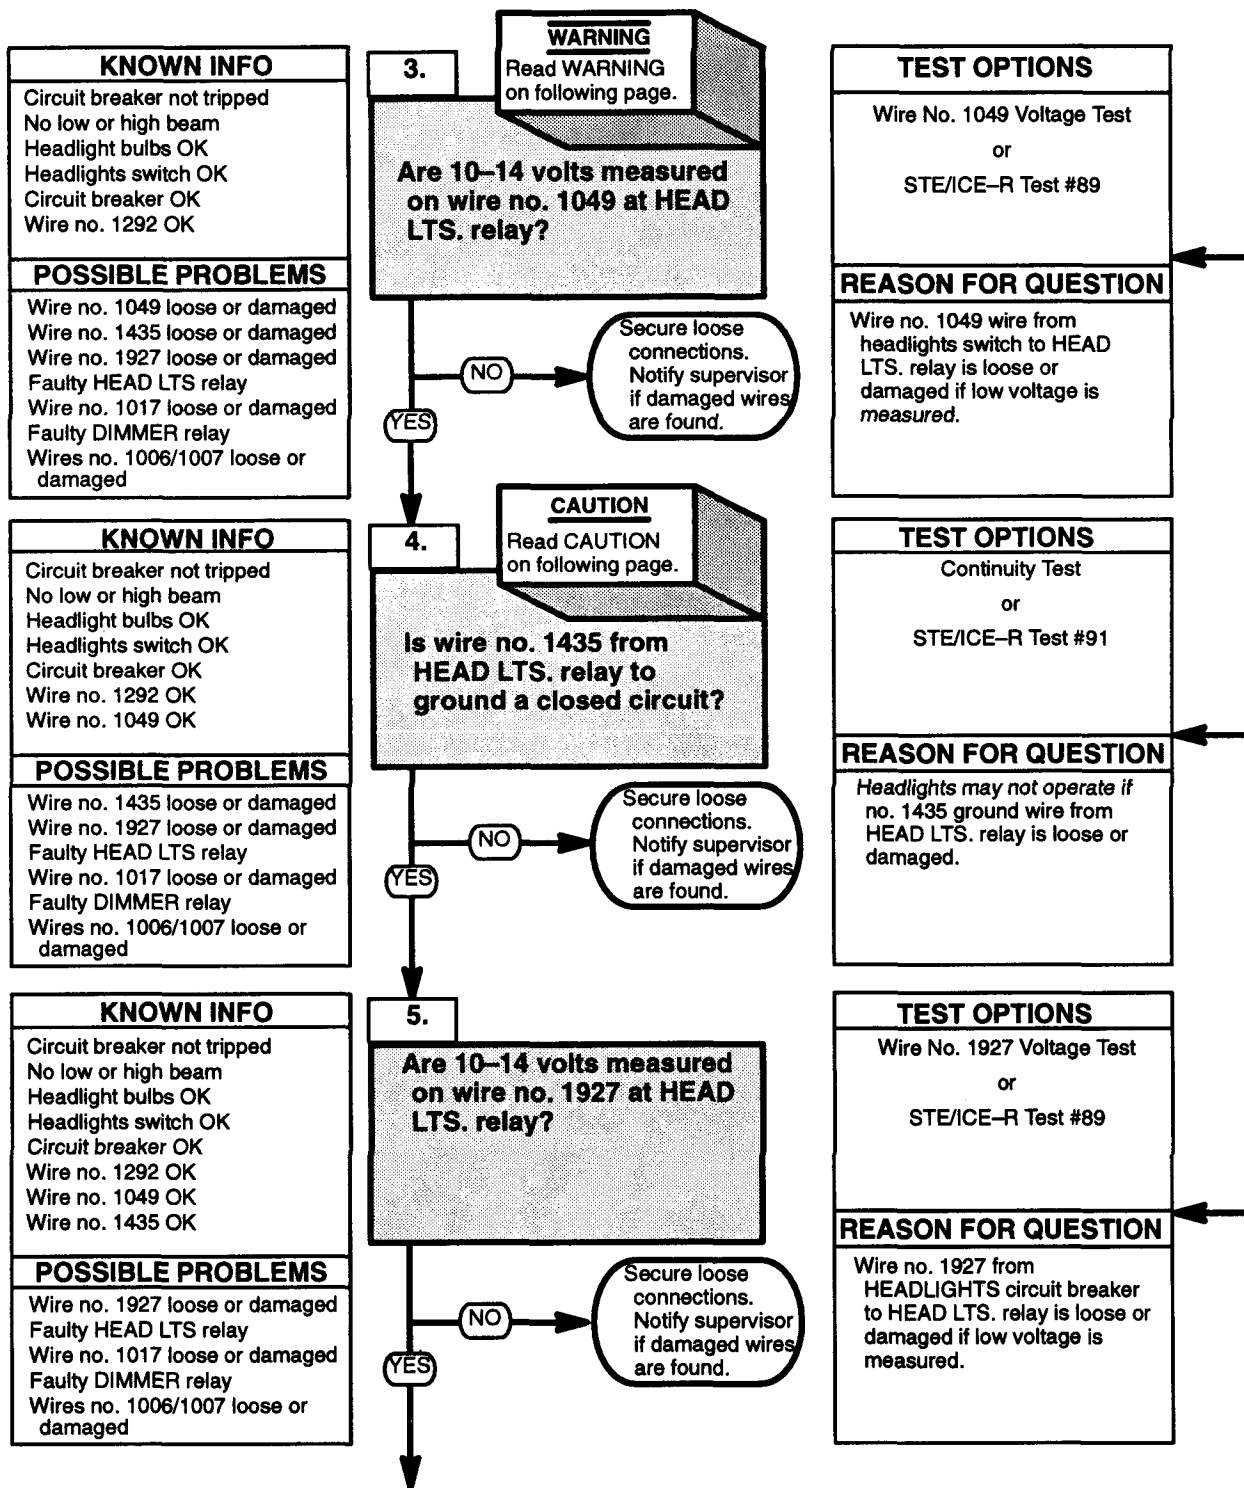 KNOWN INFO
Circuit breaker not tripped
No low or high beam
Headlight bulbs OK
Headlights switch OK
Circuit breaker OK
Wire no. 1292 OK
POSSIBLE PROBLEMS
Wire no. 1049 loose or damaged
Wire no. 1435 loose or damaged
Wire no. 1927 loose or damaged
Faulty HEAD LTS relay
Wire no. 1017 loose or damaged
Faulty DIMMER relay
Wires no. 1006/1007 loose or
damaged
3.
WARNING
Read WARNING
on following page.
Are 10–14 volts measured
on wire no. 1049 at HEAD
LTS. relay?
NO
Secure loose
connections.
Notify supervisor
if damaged wires
are found.
YES
TEST OPTIONS
Wire No. 1049 Voltage Test
or
STE/ICE–R Test #89
REASON FOR QUESTION
Wire no. 1049 wire from
headlights switch to HEAD
LTS. relay is loose or
damaged if low voltage is
measured.
KNOWN INFO
Circuit breaker not tripped
No low or high beam
Headlight bulbs OK
Headlights switch OK
Circuit breaker OK
Wire no. 1292 OK
Wire no. 1049 OK
POSSIBLE PROBLEMS
Wire no. 1435 loose or damaged
Wire no. 1927 loose or damaged
Faulty HEAD LTS relay
Wire no. 1017 loose or damaged
Faulty DIMMER relay
Wires no. 1006/1007 loose or
damaged
4.
CAUTION
Read CAUTION
on following page.
Is wire no. 1435 from
HEAD LTS. relay to
ground a closed circuit?
NO
Secure loose
connections.
Notify supervisor
if damaged wires
are found.
YES
TEST OPTIONS
Continuity Test
or
STE/ICE–R Test #91
REASON FOR QUESTION
Headlights may not operate if
no. 1435 ground wire from
HEAD LTS. relay is loose or
damaged.
KNOWN INFO
Circuit breaker not tripped
No low or high beam
Headlight bulbs OK
Headlights switch OK
Circuit breaker OK
Wire no. 1292 OK
Wire no. 1049 OK
Wire no. 1435 OK
POSSIBLE PROBLEMS
Wire no. 1927 loose or damaged
Faulty HEAD LTS relay
Wire no. 1017 loose or damaged
Faulty DIMMER relay
Wires no. 1006/1007 loose or
damaged
5.
Are 10–14 volts measured
on wire no. 1927 at HEAD
LTS. relay?
NO
Secure loose
connections.
Notify supervisor
if damaged wires
are found.
YES
TEST OPTIONS
Wire No. 1927 Voltage Test
or
STE/ICE–R Test #89
REASON FOR QUESTION
Wire no. 1927 from
HEADLIGHTS circuit breaker
to HEAD LTS. relay is loose or
damaged if low voltage is
measured.